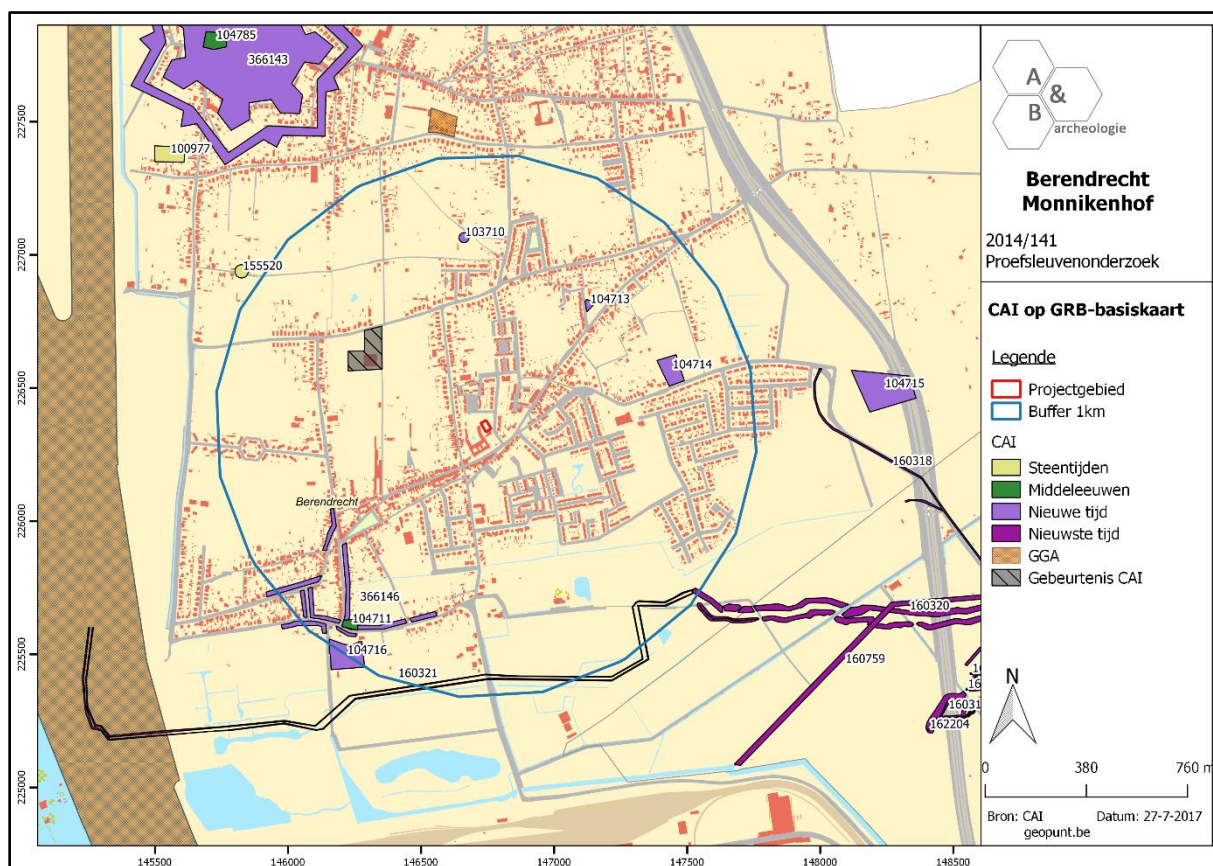 104785
366143
227500
100977
227000
103710
155520
104713
226500
104714
104715
160318
Berendrecht
226000
366146
104711
104716
160320
225500
160321
160759
16031
162204
225000
145500
146000
146500
147000
147500
148000
148500
A
&
B
archeologie
Berendrecht
Monnikenhof
2014/141
Proefsleuvenonderzoek
CAI op GRB-basiskaart
Legende
Projectgebied
Buffer 1km
CAI
Steentijden
Middeleeuwen
Nieuwe tijd
Nieuwste tijd
GGA
Gebeurtenis CAI
N
0 380 760 m
Bron: CAI Datum: 27-7-2017
geopunt.be